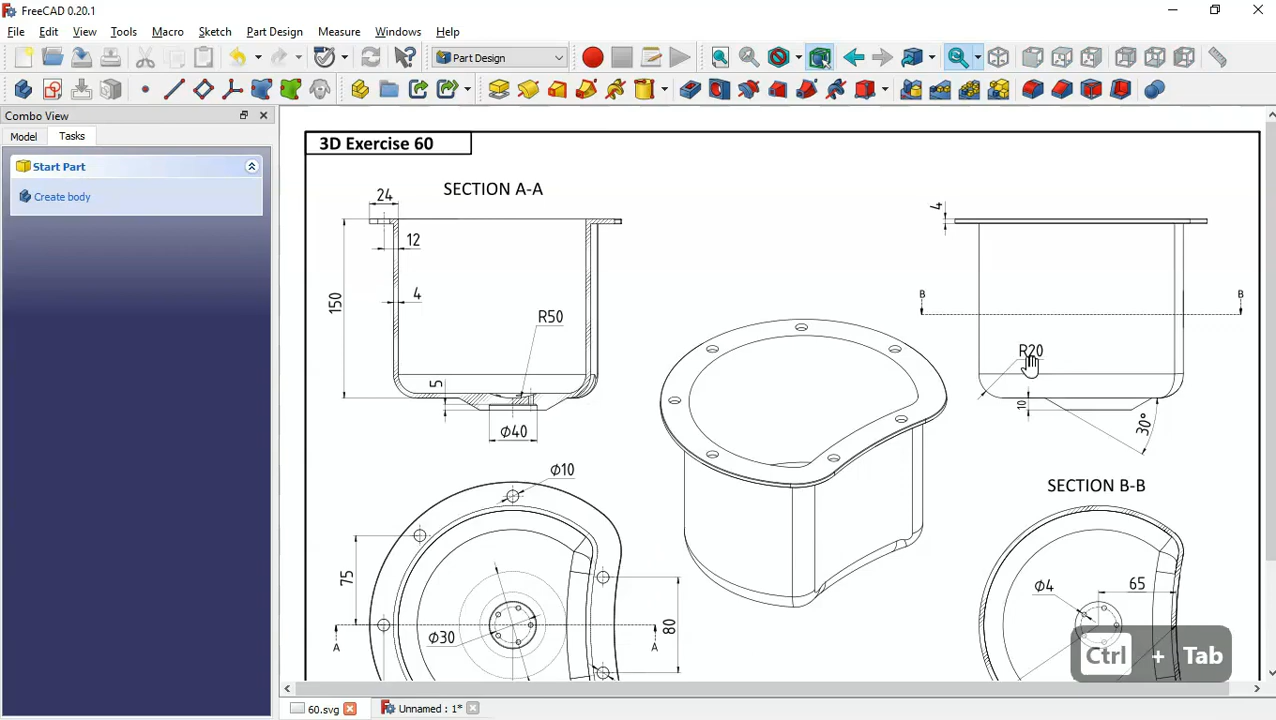 FreeCAD 0.20.1
File Edit View Tools Macro Sketch Part Design Measure Windows Help
Part Design
Combo View
Model Tasks
Start Part
Create body
3D Exercise 60
SECTION A-A
24
12
4
150
R50
5
Φ40
4
B B
R20
10
30°
Φ10
75
Φ30
A A
80
SECTION B-B
Φ4
65
Ctrl + Tab
60.svg
Unnamed : 1*